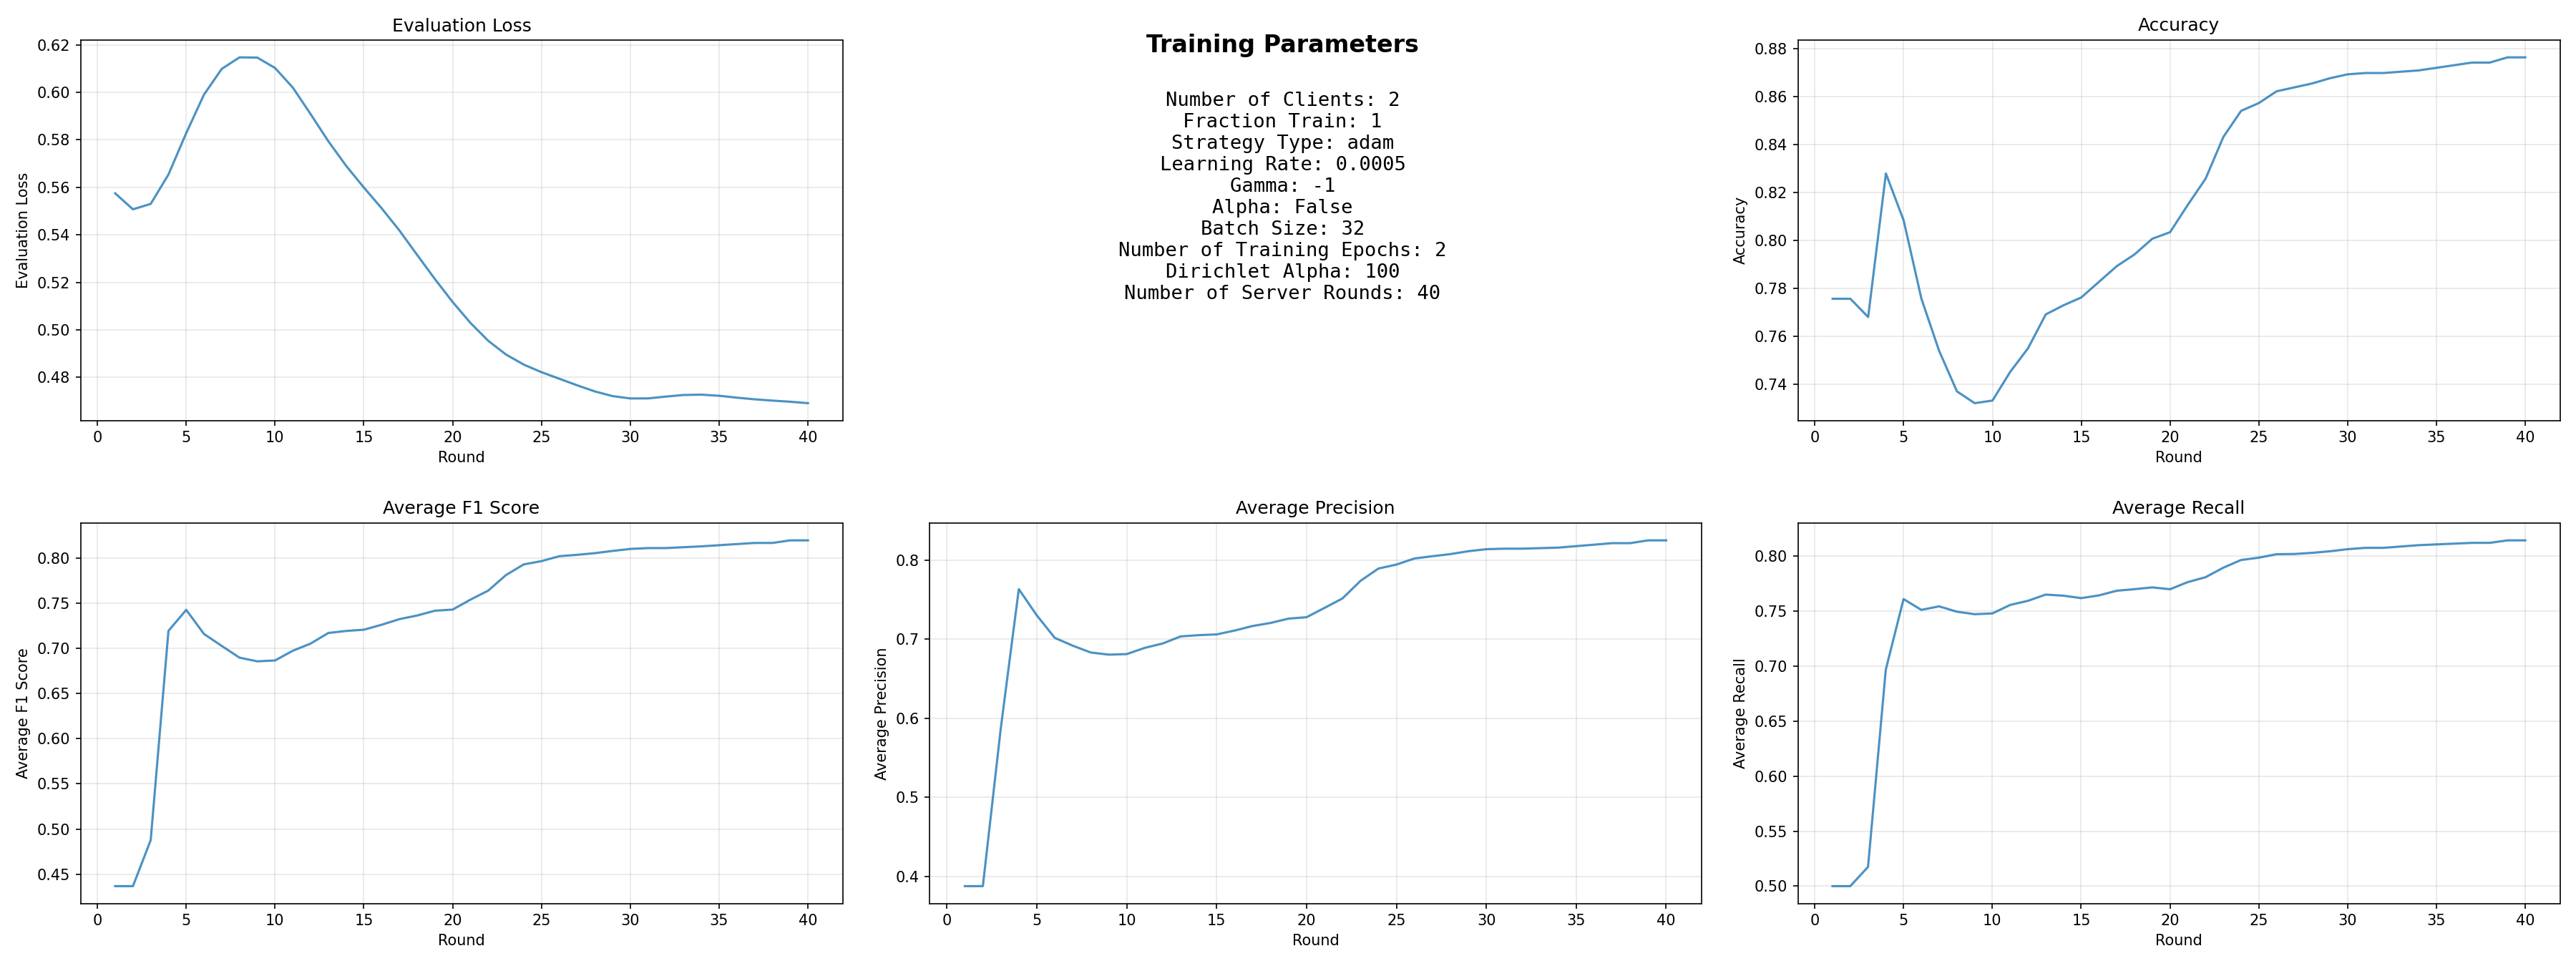 Evaluation Loss
0.62
0.60
0.58
0.56
0.54
0.52
0.50
0.48
Evaluation Loss
0 5 10 15 20 25 30 35 40
Round
Training Parameters
Number of Clients: 2
Fraction Train: 1
Strategy Type: adam
Learning Rate: 0.0005
Gamma: -1
Alpha: False
Batch Size: 32
Number of Training Epochs: 2
Dirichlet Alpha: 100
Number of Server Rounds: 40
Accuracy
0.88
0.86
0.84
0.82
0.80
0.78
0.76
0.74
Accuracy
0 5 10 15 20 25 30 35 40
Round
Average F1 Score
0.80
0.75
0.70
0.65
0.60
0.55
0.50
0.45
Average F1 Score
0 5 10 15 20 25 30 35 40
Round
Average Precision
0.8
0.7
0.6
0.5
0.4
Average Precision
0 5 10 15 20 25 30 35 40
Round
Average Recall
0.80
0.75
0.70
0.65
0.60
0.55
0.50
Average Recall
0 5 10 15 20 25 30 35 40
Round